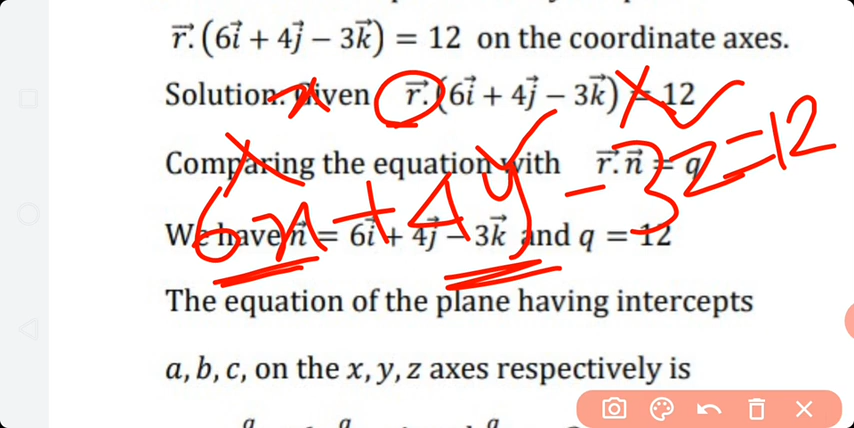 r⃗. (6i⃗ + 4j⃗ − 3k⃗) = 12 on the coordinate axes.
Solution: Given r⃗. (6i⃗ + 4j⃗ − 3k⃗) = 12
Comparing the equation with r⃗. n⃗ = q
6x + 4y − 3z = 12
We have n⃗ = 6i⃗ + 4j⃗ − 3k⃗ and q = 12
The equation of the plane having intercepts
a, b, c, on the x, y, z axes respectively is